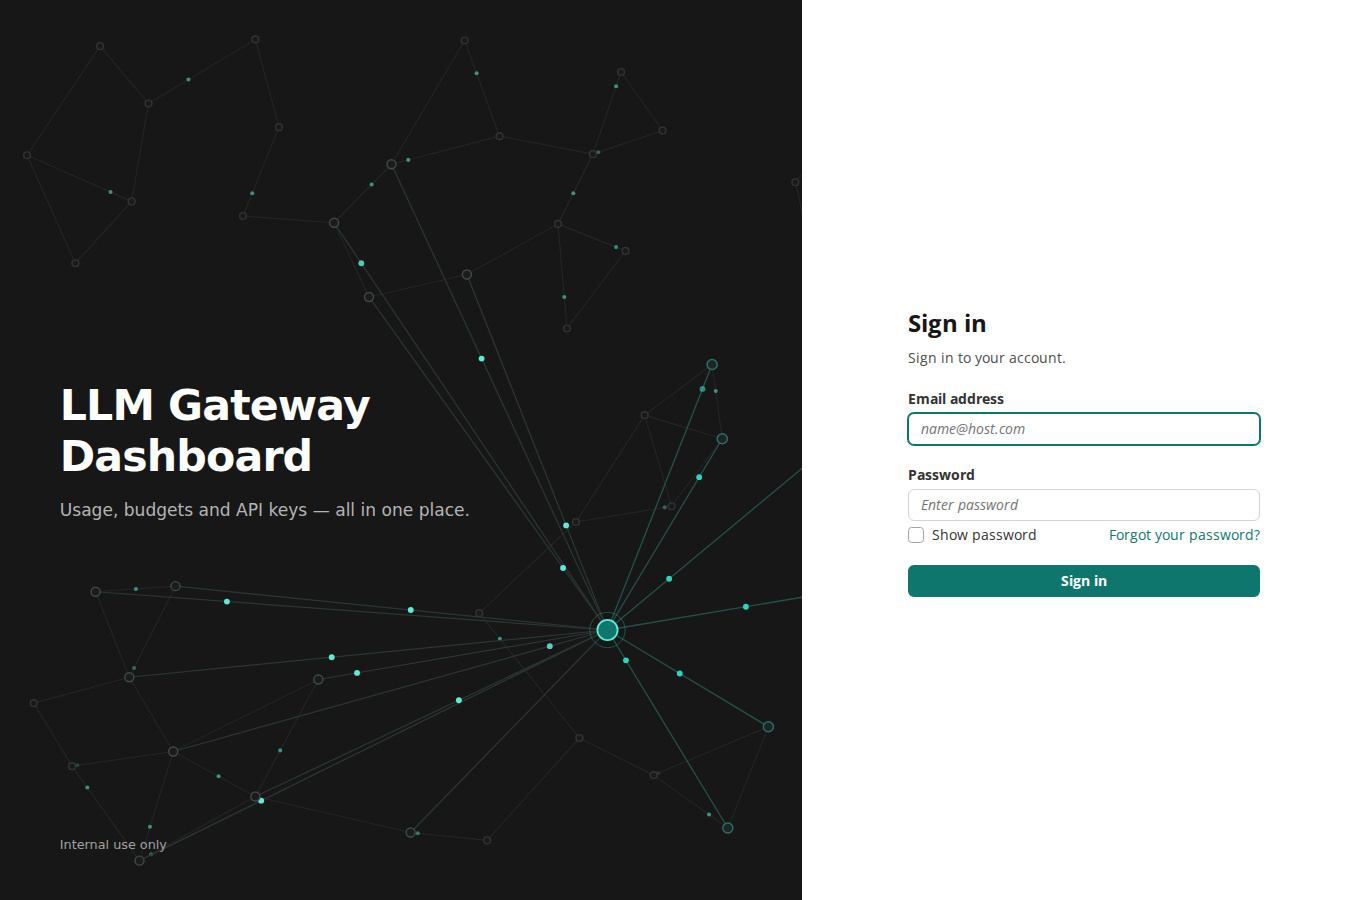 LLM Gateway
Dashboard
Usage, budgets and API keys — all in one place.
Internal use only
Sign in
Sign in to your account.
Email address
name@host.com
Password
Enter password
Show password
Forgot your password?
Sign in